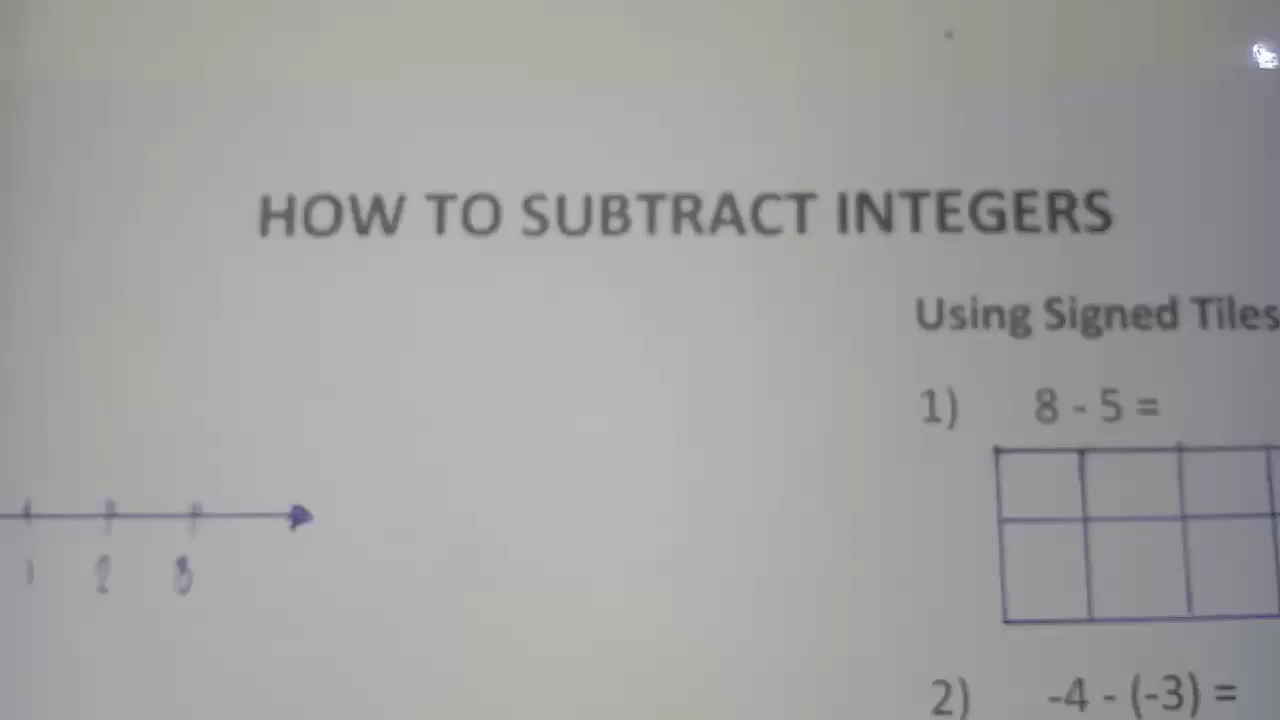 HOW TO SUBTRACT INTEGERS
Using Signed Tiles
1) 8 - 5 =
1 2 3
2) -4 - (-3) =